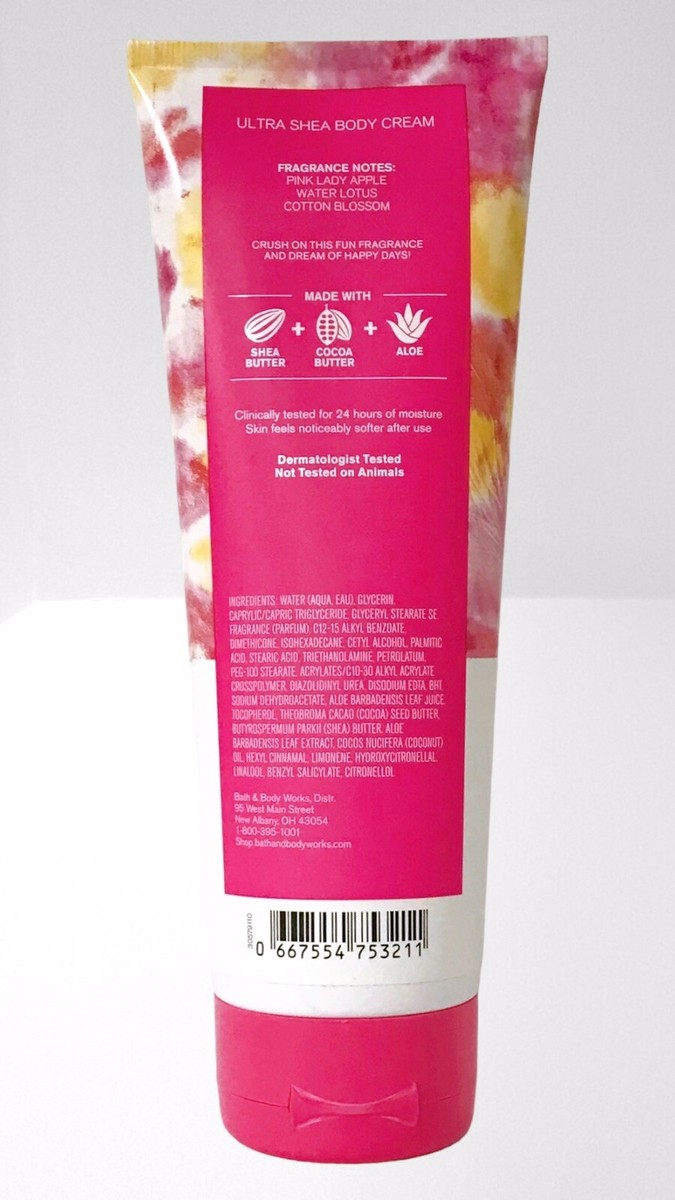 ULTRA SHEA BODY CREAM
FRAGRANCE NOTES:
PINK LADY APPLE
WATER LOTUS
COTTON BLOSSOM
CRUSH ON THIS FUN FRAGRANCE
AND DREAM OF HAPPY DAYS!
MADE WITH
SHEA BUTTER + COCOA BUTTER + ALOE
Clinically tested for 24 hours of moisture
Skin feels noticeably softer after use
Dermatologist Tested
Not Tested on Animals
INGREDIENTS: WATER (AQUA, EAU), GLYCERIN,
CAPRYLIC/CAPRIC TRIGLYCERIDE, GLYCERYL STEARATE SE,
FRAGRANCE (PARFUM), C12-15 ALKYL BENZOATE,
DIMETHICONE, ISOHEXADECANE, CETYL ALCOHOL, PALMITIC
ACID, STEARIC ACID, TRIETHANOLAMINE, PETROLATUM,
PEG-100 STEARATE, ACRYLATES/C10-30 ALKYL ACRYLATE
CROSSPOLYMER, DIAZOLIDINYL UREA, DISODIUM EDTA, BHT,
SODIUM DEHYDROACETATE, ALOE BARBADENSIS LEAF JUICE,
TOCOPHEROL, THEOBROMA CACAO (COCOA) SEED BUTTER,
BUTYROSPERMUM PARKII (SHEA) BUTTER, ALOE
BARBADENSIS LEAF EXTRACT, COCOS NUCIFERA (COCONUT)
OIL, HEXYL CINNAMAL, LIMONENE, HYDROXYCITRONELLAL,
LINALOOL, BENZYL SALICYLATE, CITRONELLOL
Bath & Body Works, Distr.
95 West Main Street
New Albany, OH 43054
1-800-395-1001
Shop bathandbodyworks.com
30579110
0 667554 753211